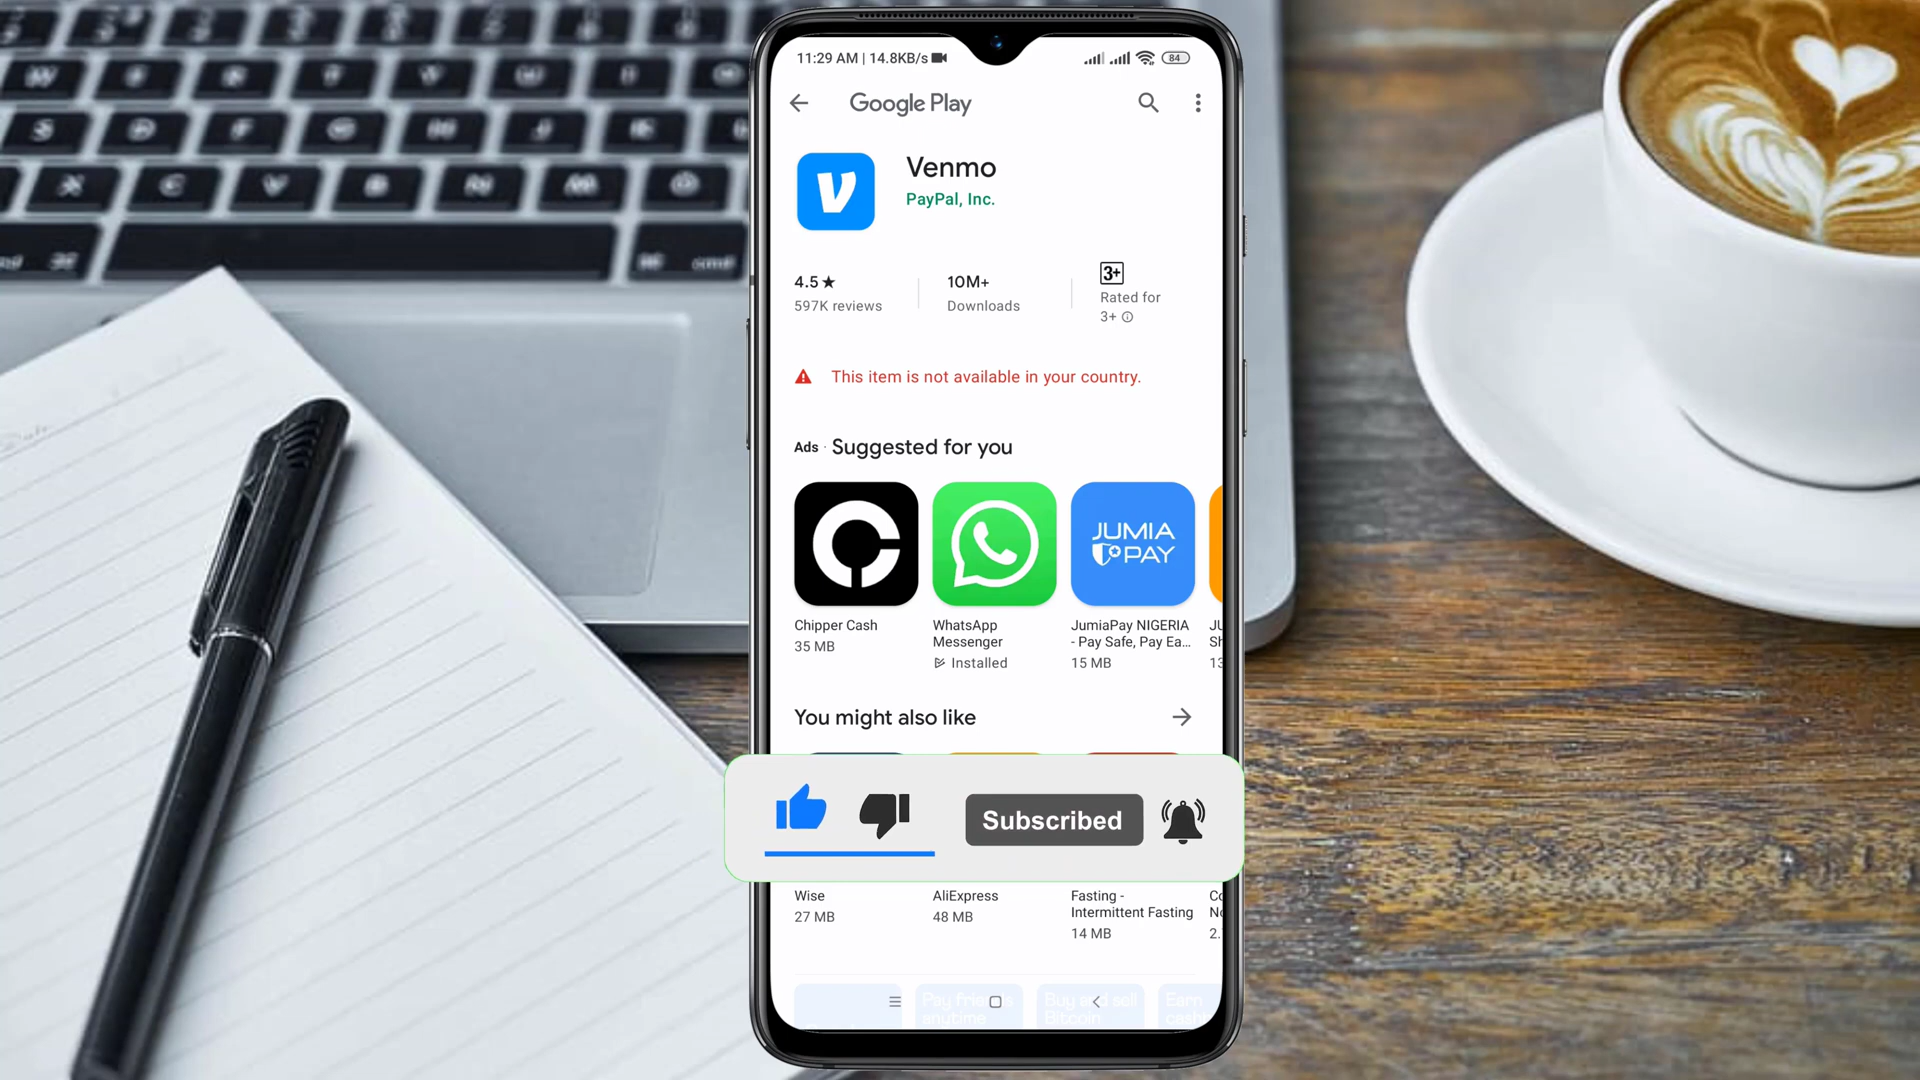 11:29 AM | 14.8KB/s
84
Google Play
Venmo
PayPal, Inc.
4.5★
597K reviews
10M+
Downloads
3+
Rated for
3+
This item is not available in your country.
Ads · Suggested for you
JUMIA
PAY
Chipper Cash
35 MB
WhatsApp
Messenger
Installed
JumiaPay NIGERIA
- Pay Safe, Pay Ea...
15 MB
You might also like
Subscribed
Wise
27 MB
AliExpress
48 MB
Fasting -
Intermittent Fasting
14 MB
Pay friends
anytime
Buy and sell
Bitcoin
Earn
cmd